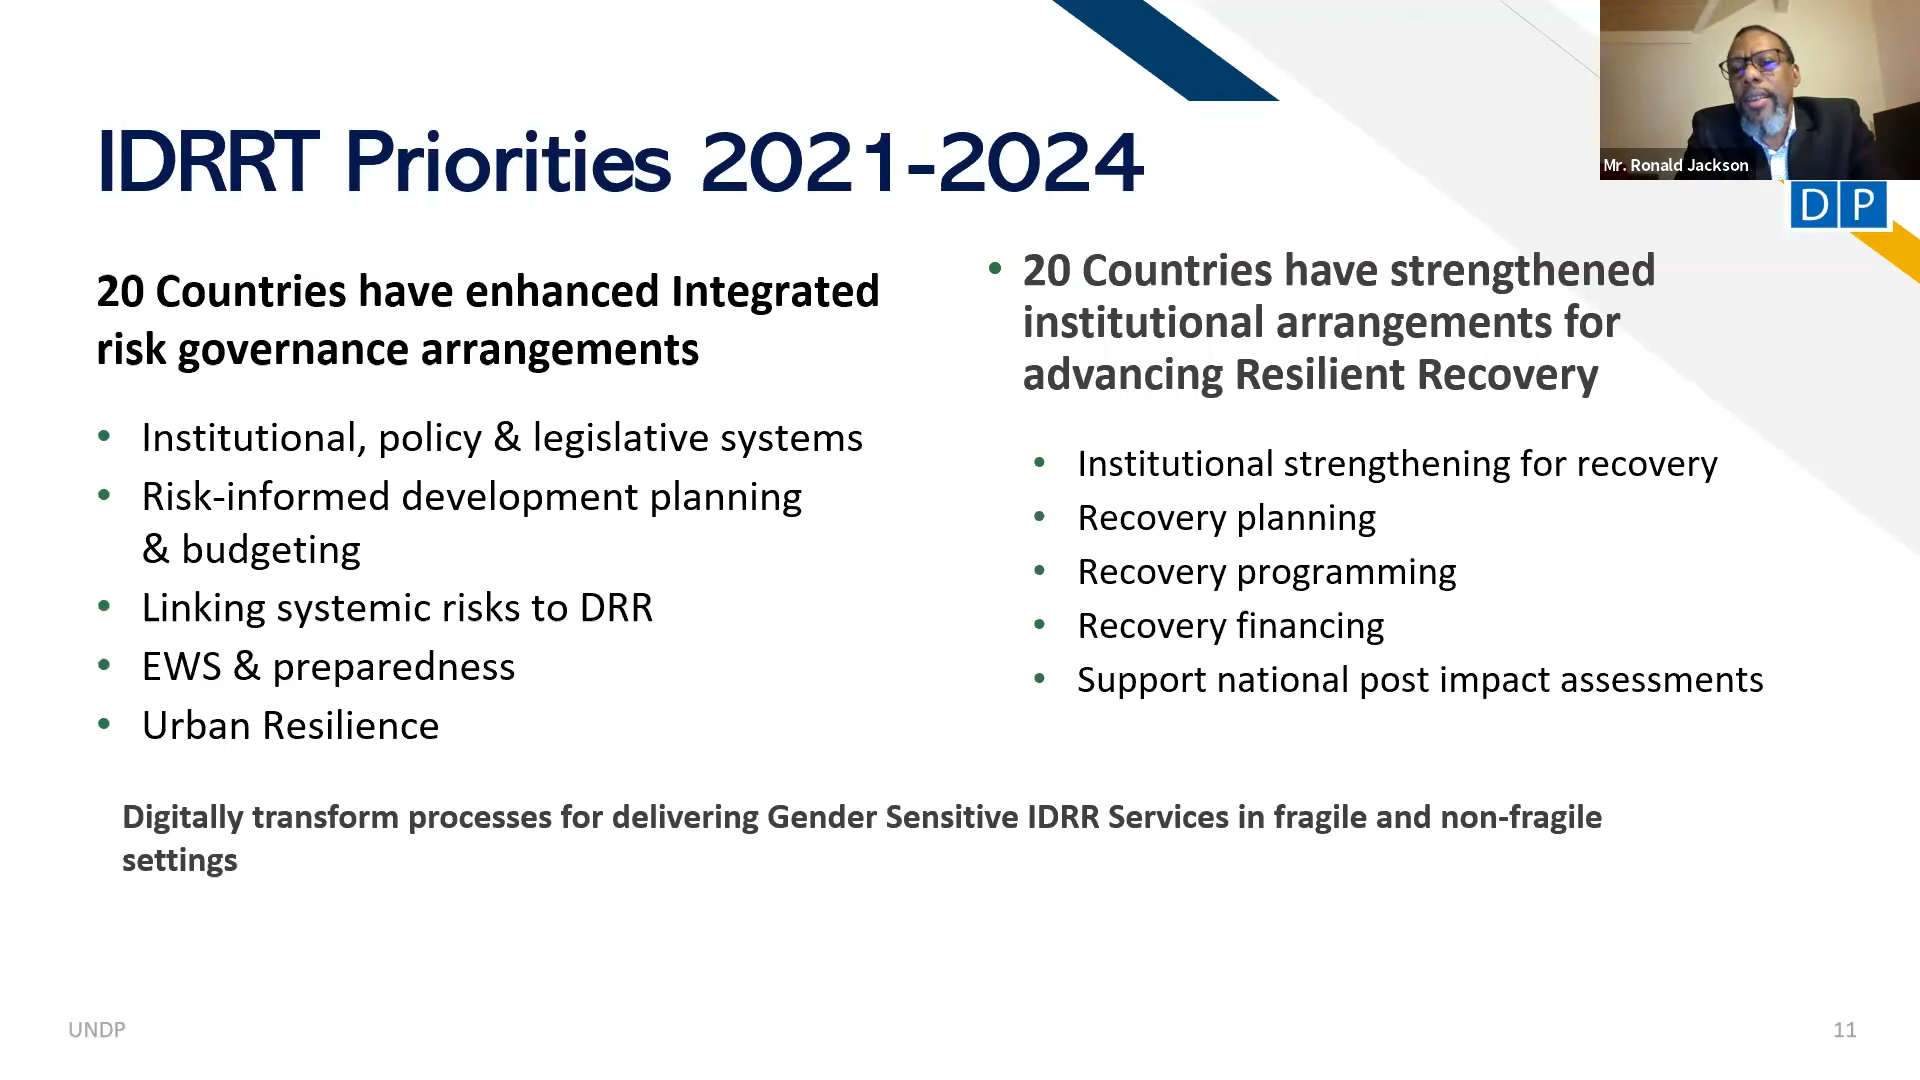 IDRRT Priorities 2021-2024
Mr. Ronald Jackson
D P
20 Countries have enhanced Integrated
risk governance arrangements
• Institutional, policy & legislative systems
• Risk-informed development planning
& budgeting
• Linking systemic risks to DRR
• EWS & preparedness
• Urban Resilience
• 20 Countries have strengthened
institutional arrangements for
advancing Resilient Recovery
• Institutional strengthening for recovery
• Recovery planning
• Recovery programming
• Recovery financing
• Support national post impact assessments
Digitally transform processes for delivering Gender Sensitive IDRR Services in fragile and non-fragile
settings
UNDP
11